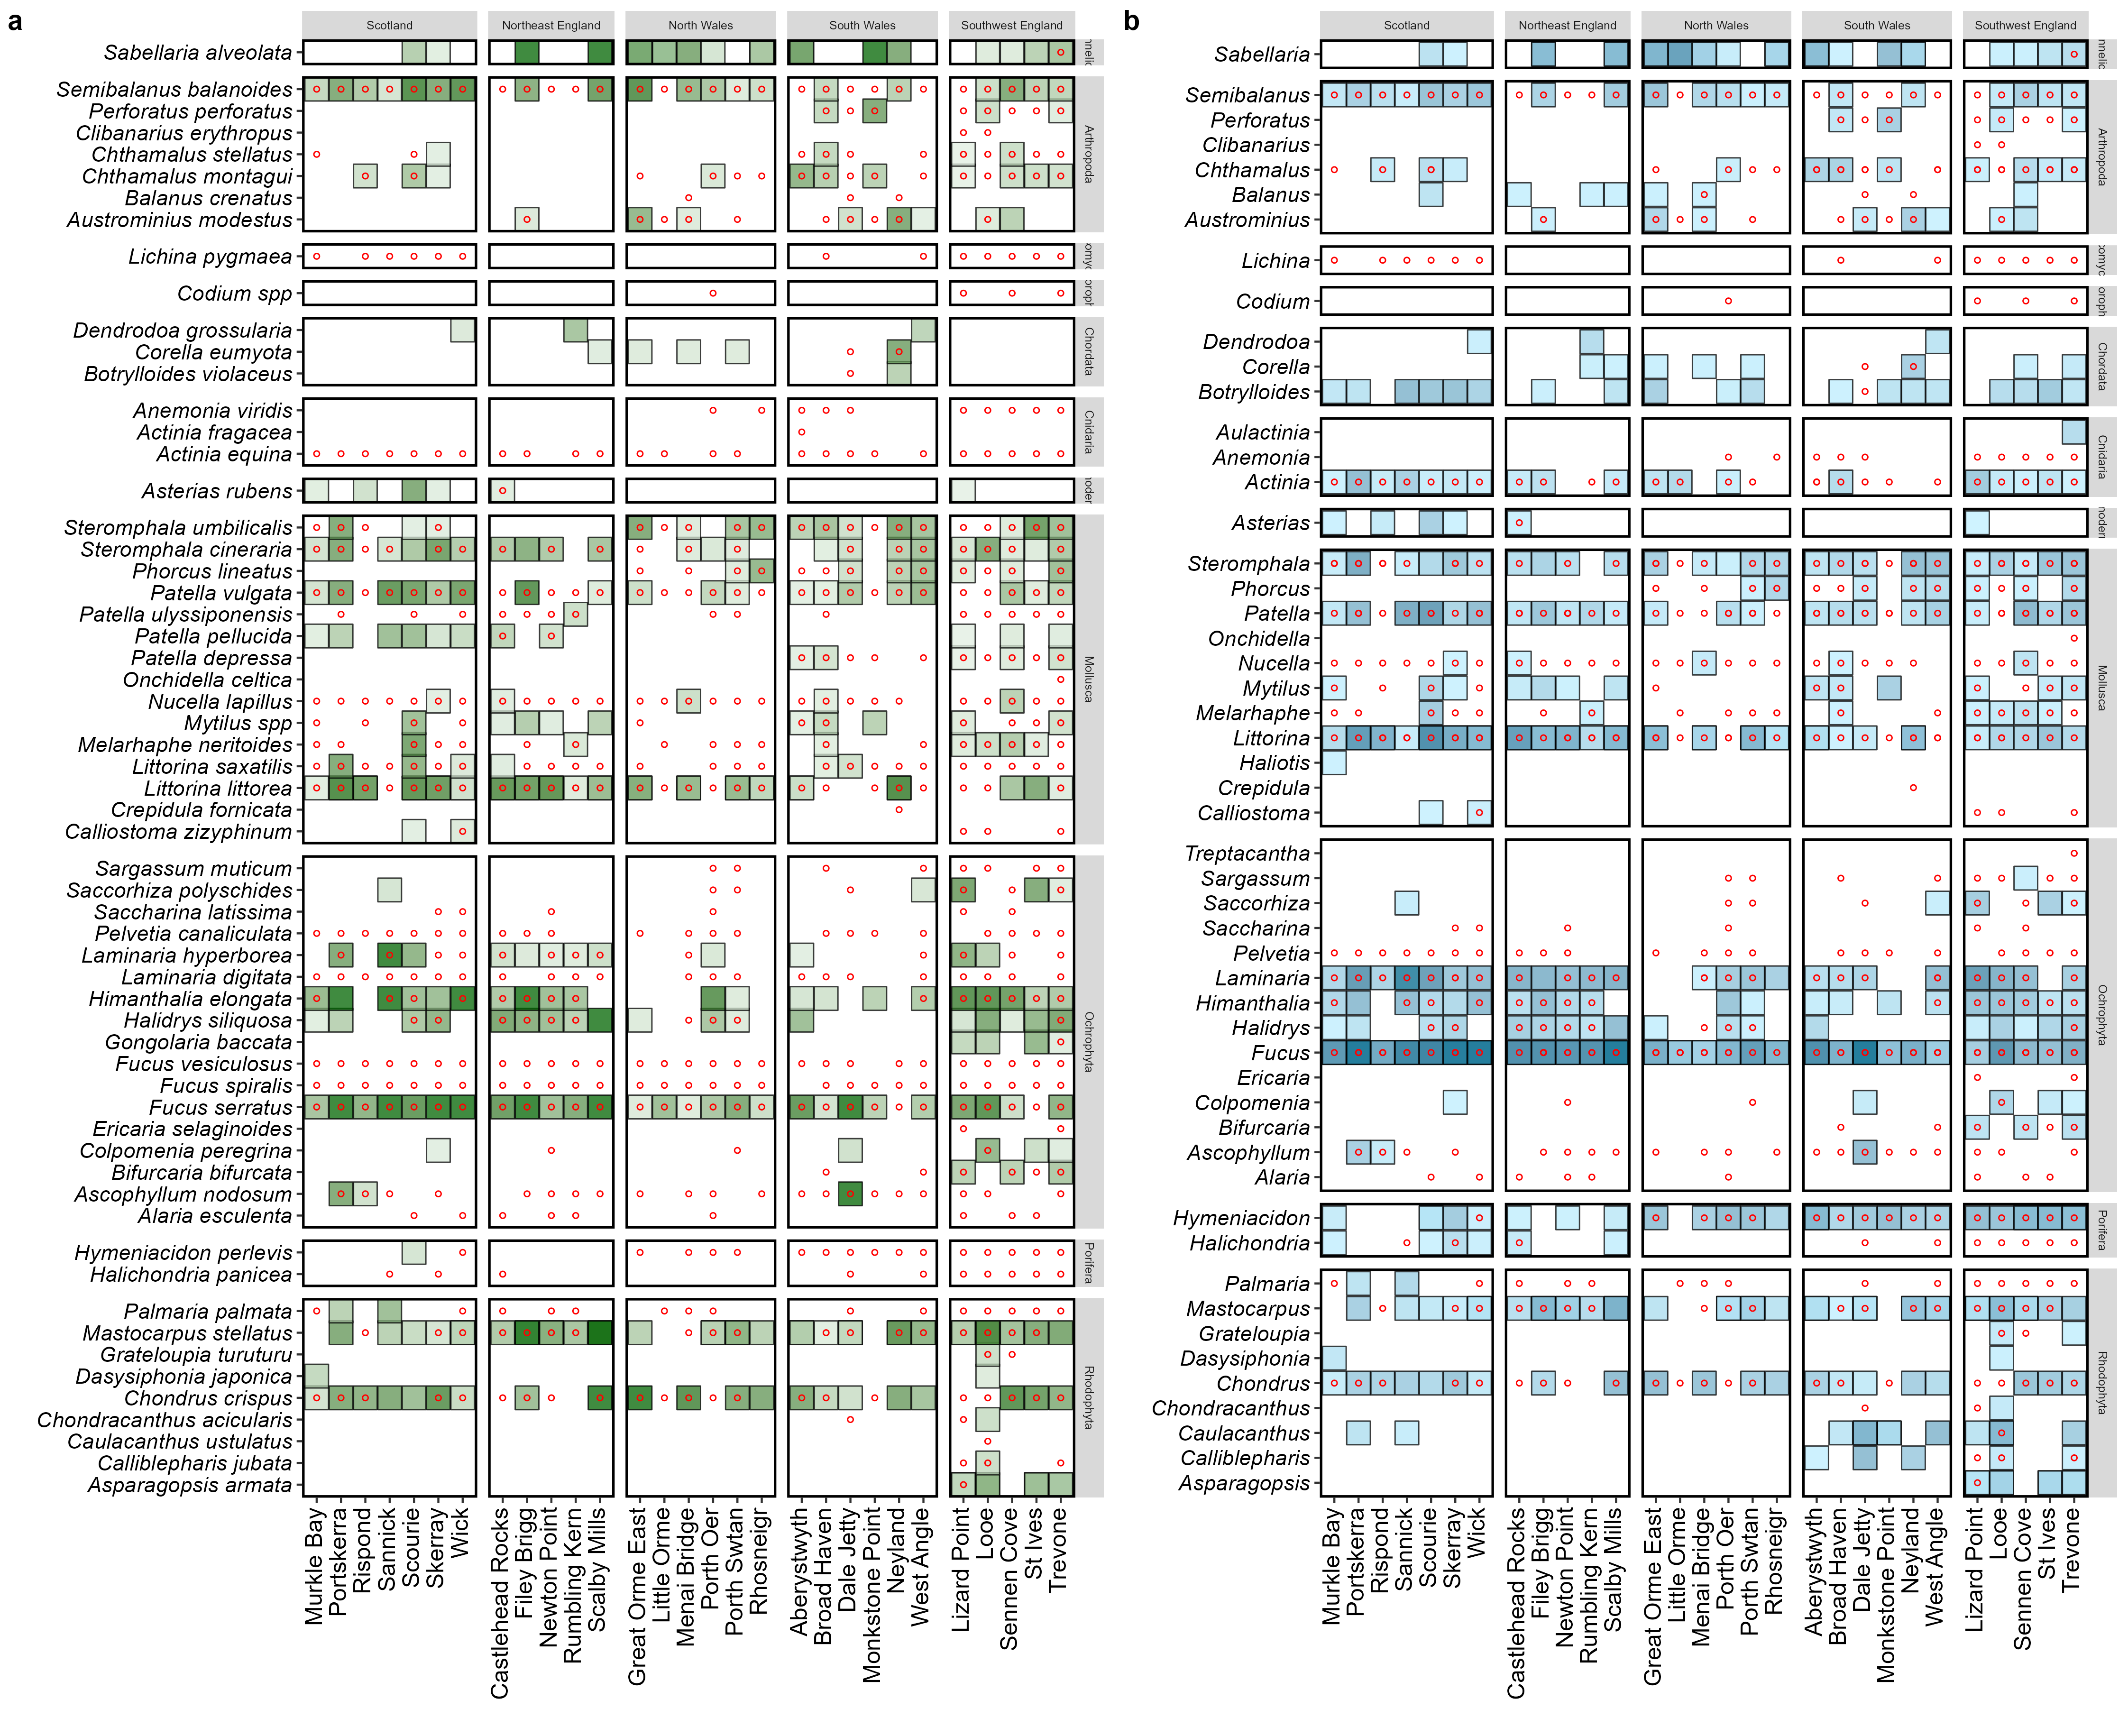 a
Scotland
Northeast England
North Wales
South Wales
Southwest England
Sabellaria alveolata
Semibalanus balanoides
Perforatus perforatus
Clibanarius erythropus
Chthamalus stellatus
Chthamalus montagui
Balanus crenatus
Austrominius modestus
Arthropoda
Lichina pygmaea
Codium spp
Dendrodoa grossularia
Corella eumyota
Botrylloides violaceus
Chordata
Anemonia viridis
Actinia fragacea
Actinia equina
Cnidaria
Asterias rubens
Steromphala umbilicalis
Steromphala cineraria
Phorcus lineatus
Patella vulgata
Patella ulyssiponensis
Patella pellucida
Patella depressa
Onchidella celtica
Nucella lapillus
Mytilus spp
Melarhaphe neritoides
Littorina saxatilis
Littorina littorea
Crepidula fornicata
Calliostoma zizyphinum
Mollusca
Sargassum muticum
Saccorhiza polyschides
Saccharina latissima
Pelvetia canaliculata
Laminaria hyperborea
Laminaria digitata
Himanthalia elongata
Halidrys siliquosa
Gongolaria baccata
Fucus vesiculosus
Fucus spiralis
Fucus serratus
Ericaria selaginoides
Colpomenia peregrina
Bifurcaria bifurcata
Ascophyllum nodosum
Alaria esculenta
Ochrophyta
Hymeniacidon perlevis
Halichondria panicea
Porifera
Palmaria palmata
Mastocarpus stellatus
Grateloupia turuturu
Dasysiphonia japonica
Chondrus crispus
Chondracanthus acicularis
Caulacanthus ustulatus
Calliblepharis jubata
Asparagopsis armata
Rhodophyta
Murkle Bay
Portskerra
Rispond
Sannick
Scourie
Skerray
Wick
Castlehead Rocks
Filey Brigg
Newton Point
Rumbling Kern
Scalby Mills
Great Orme East
Little Orme
Menai Bridge
Porth Oer
Porth Swtan
Rhosneigr
Aberystwyth
Broad Haven
Dale Jetty
Monkstone Point
Neyland
West Angle
Lizard Point
Looe
Sennen Cove
St Ives
Trevone
b
Scotland
Northeast England
North Wales
South Wales
Southwest England
Sabellaria
Semibalanus
Perforatus
Clibanarius
Chthamalus
Balanus
Austrominius
Arthropoda
Lichina
Codium
Dendrodoa
Corella
Botrylloides
Chordata
Aulactinia
Anemonia
Actinia
Cnidaria
Asterias
Steromphala
Phorcus
Patella
Onchidella
Nucella
Mytilus
Melarhaphe
Littorina
Haliotis
Crepidula
Calliostoma
Mollusca
Treptacantha
Sargassum
Saccorhiza
Saccharina
Pelvetia
Laminaria
Himanthalia
Halidrys
Fucus
Ericaria
Colpomenia
Bifurcaria
Ascophyllum
Alaria
Ochrophyta
Hymeniacidon
Halichondria
Porifera
Palmaria
Mastocarpus
Grateloupia
Dasysiphonia
Chondrus
Chondracanthus
Caulacanthus
Calliblepharis
Asparagopsis
Rhodophyta
Murkle Bay
Portskerra
Rispond
Sannick
Scourie
Skerray
Wick
Castlehead Rocks
Filey Brigg
Newton Point
Rumbling Kern
Scalby Mills
Great Orme East
Little Orme
Menai Bridge
Porth Oer
Porth Swtan
Rhosneigr
Aberystwyth
Broad Haven
Dale Jetty
Monkstone Point
Neyland
West Angle
Lizard Point
Looe
Sennen Cove
St Ives
Trevone